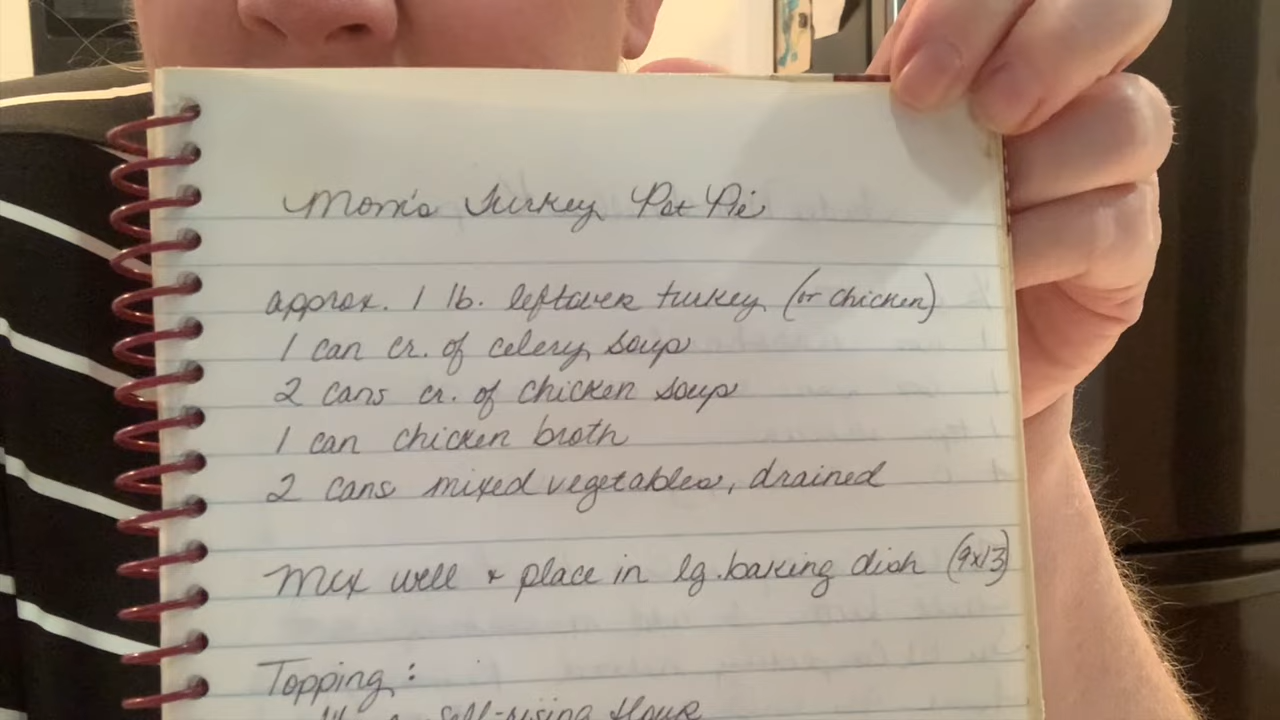 Mom's Turkey Pot Pie
approx. 1 lb. leftover turkey (or chicken)
1 can cr. of celery soup
2 cans cr. of chicken soup
1 can chicken broth
2 cans mixed vegetables, drained
Mix well & place in lg. baking dish (9x13)
Topping:
self-rising flour